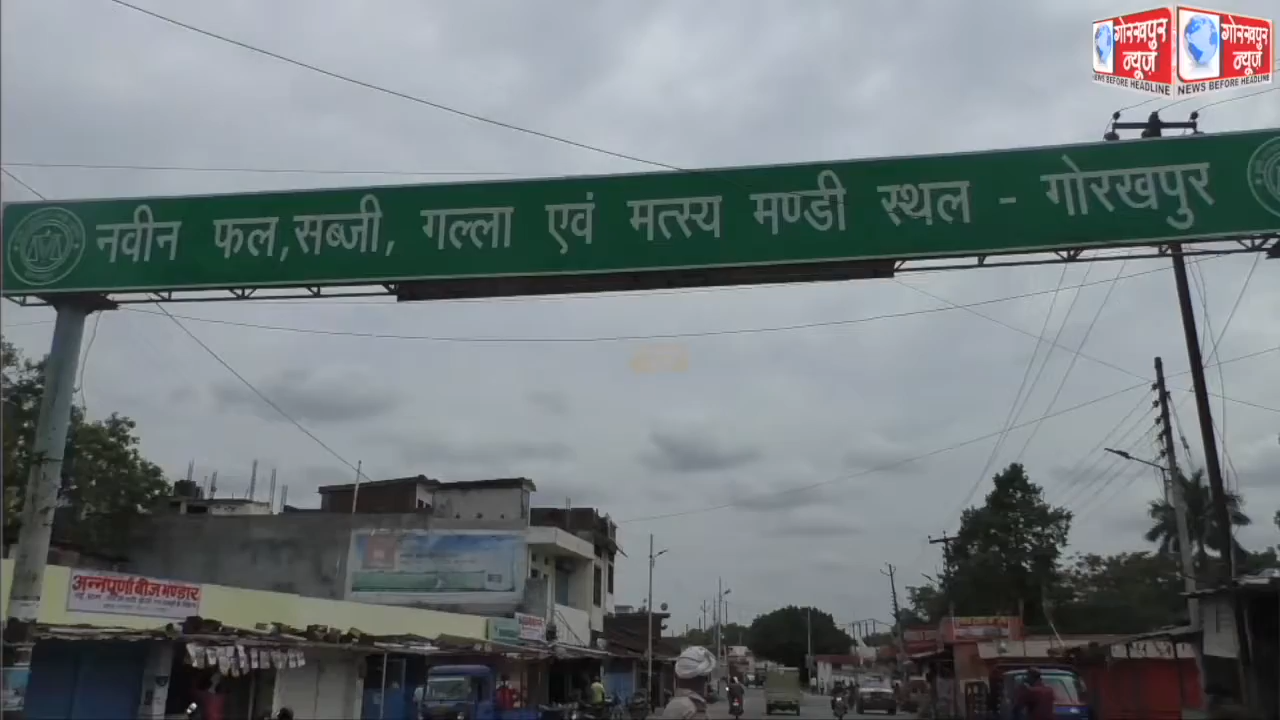 गोरखपुर
न्यूज़
NEWS BEFORE HEADLINE
गोरखपुर
न्यूज़
NEWS BEFORE HEADLINE
नवीन फल,सब्जी, गल्ला एवं मत्स्य मण्डी स्थल - गोरखपुर
अन्नपूर्णा बीज भण्डार